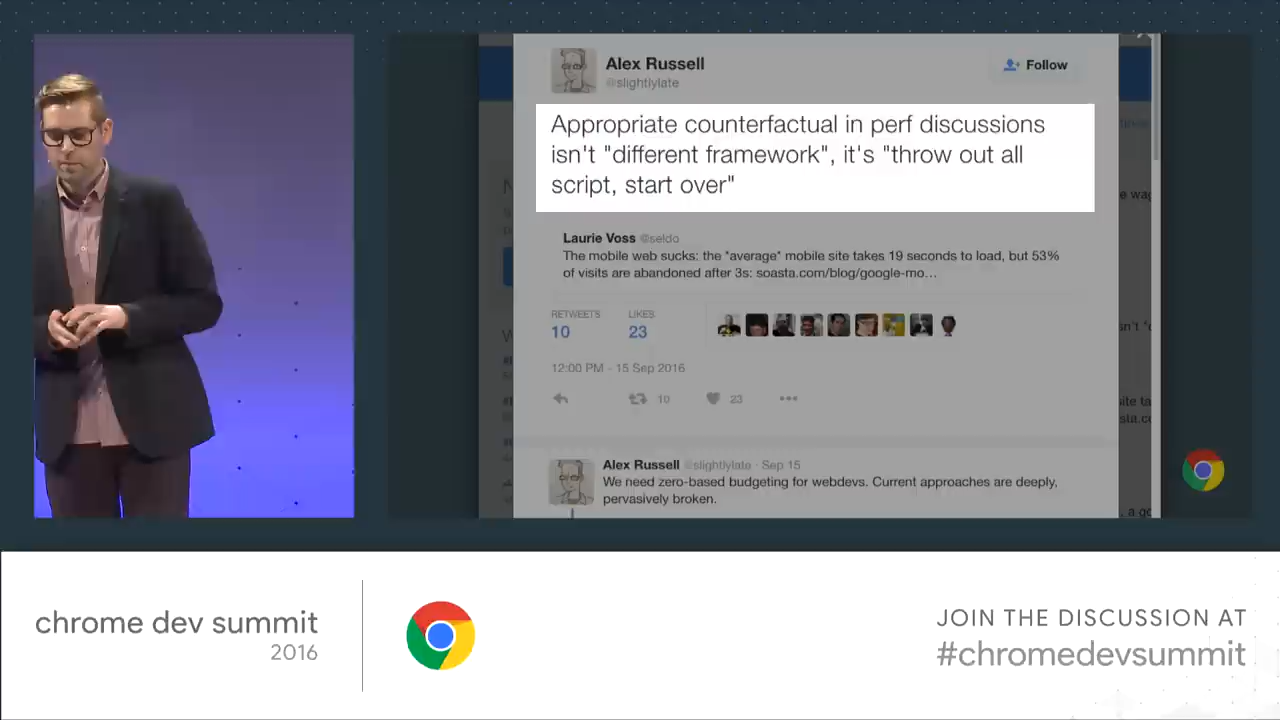 Alex Russell
@slightlylate
Follow
Appropriate counterfactual in perf discussions
isn't "different framework", it's "throw out all
script, start over"
Laurie Voss @seldo
The mobile web sucks: the *average* mobile site takes 19 seconds to load, but 53%
of visits are abandoned after 3s: soasta.com/blog/google-mo…
RETWEETS
10
LIKES
23
12:00 PM - 15 Sep 2016
10
23
Alex Russell @slightlylate · Sep 15
We need zero-based budgeting for webdevs. Current approaches are deeply,
pervasively broken.
chrome dev summit
2016
JOIN THE DISCUSSION AT
#chromedevsummit